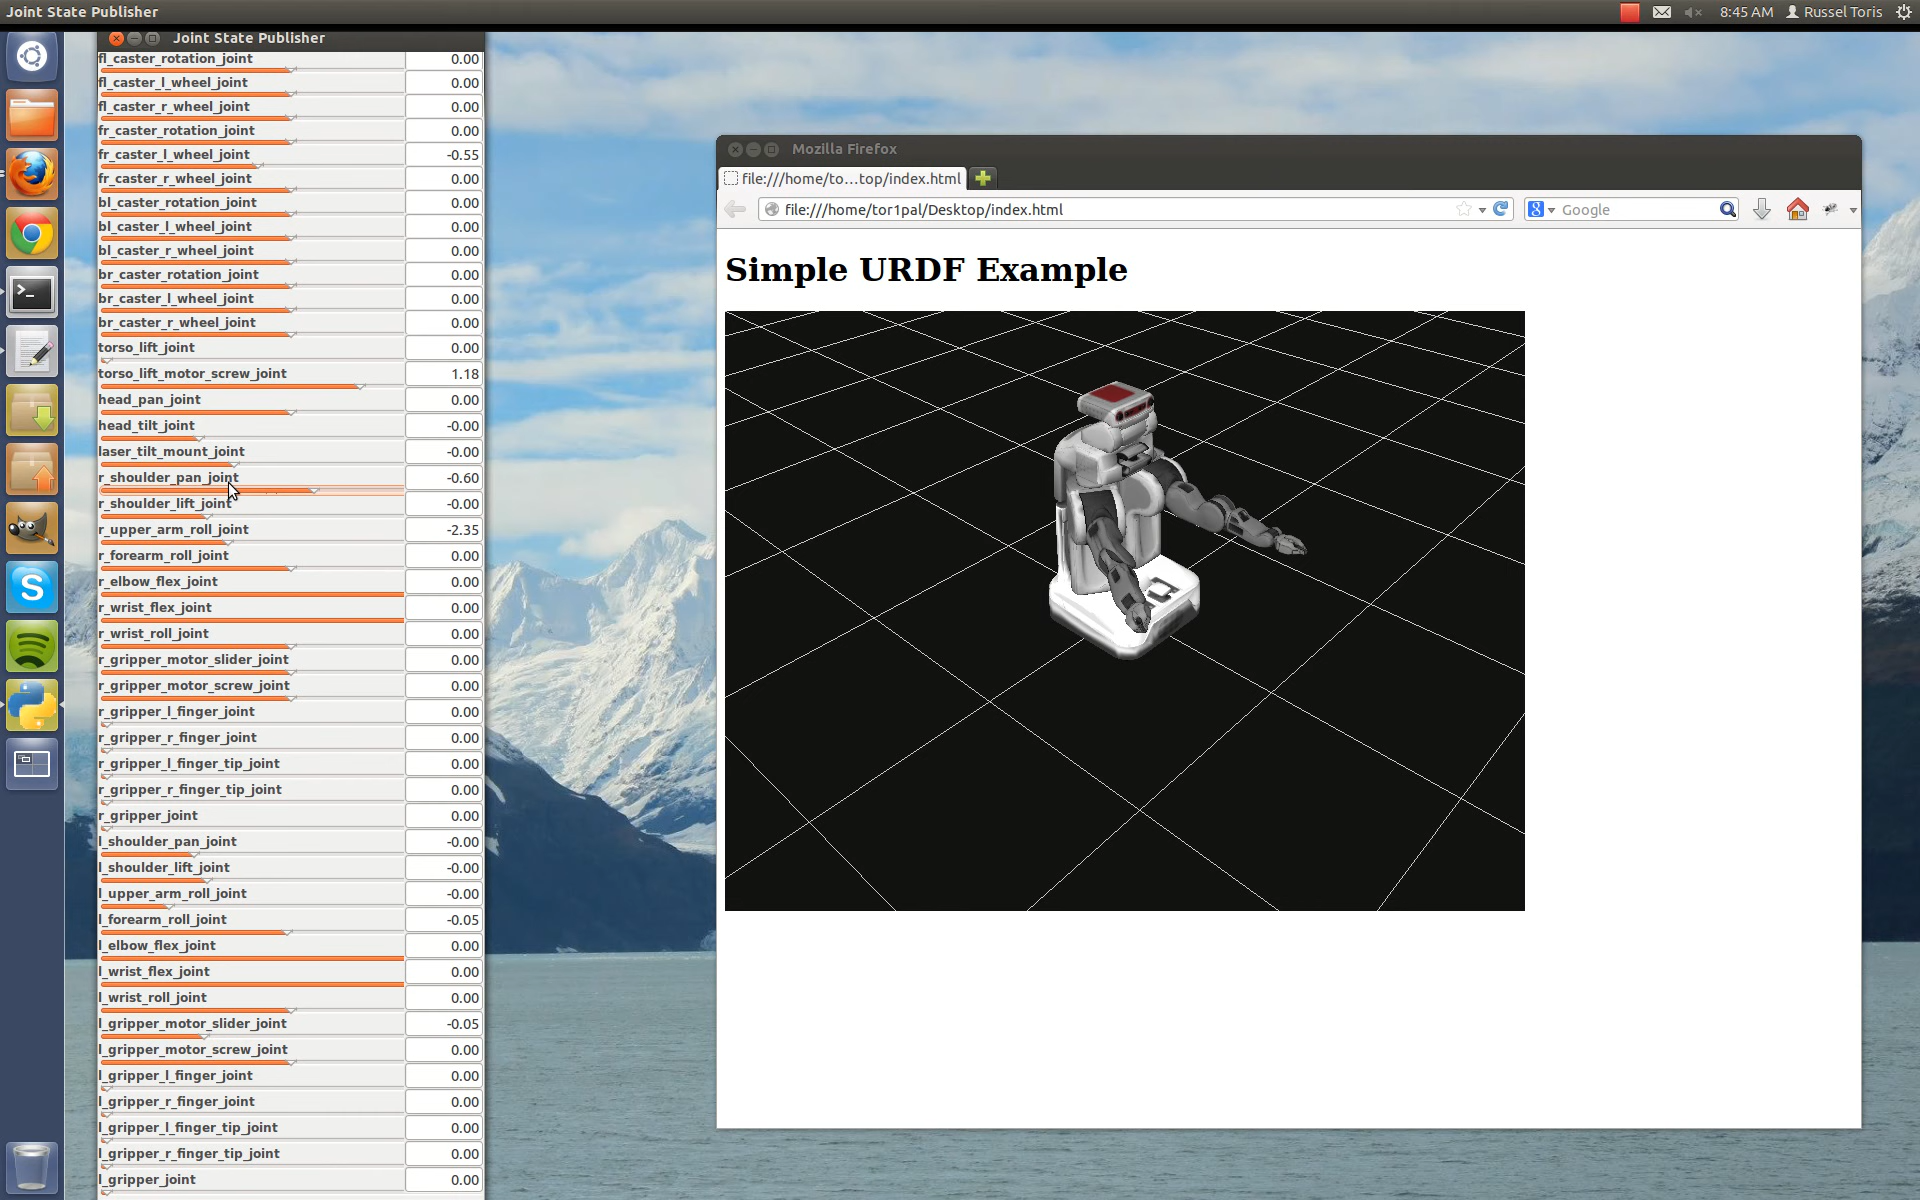 Joint State Publisher
8:45 AM Russel Toris
Joint State Publisher
fl_caster_rotation_joint 0.00
fl_caster_l_wheel_joint 0.00
fl_caster_r_wheel_joint 0.00
fr_caster_rotation_joint 0.00
fr_caster_l_wheel_joint -0.55
fr_caster_r_wheel_joint 0.00
bl_caster_rotation_joint 0.00
bl_caster_l_wheel_joint 0.00
bl_caster_r_wheel_joint 0.00
br_caster_rotation_joint 0.00
br_caster_l_wheel_joint 0.00
br_caster_r_wheel_joint 0.00
torso_lift_joint 0.00
torso_lift_motor_screw_joint 1.18
head_pan_joint 0.00
head_tilt_joint -0.00
laser_tilt_mount_joint -0.00
r_shoulder_pan_joint -0.60
r_shoulder_lift_joint -0.00
r_upper_arm_roll_joint -2.35
r_forearm_roll_joint 0.00
r_elbow_flex_joint 0.00
r_wrist_flex_joint 0.00
r_wrist_roll_joint 0.00
r_gripper_motor_slider_joint 0.00
r_gripper_motor_screw_joint 0.00
r_gripper_l_finger_joint 0.00
r_gripper_r_finger_joint 0.00
r_gripper_l_finger_tip_joint 0.00
r_gripper_r_finger_tip_joint 0.00
r_gripper_joint 0.00
l_shoulder_pan_joint -0.00
l_shoulder_lift_joint -0.00
l_upper_arm_roll_joint -0.00
l_forearm_roll_joint -0.05
l_elbow_flex_joint 0.00
l_wrist_flex_joint 0.00
l_wrist_roll_joint 0.00
l_gripper_motor_slider_joint -0.05
l_gripper_motor_screw_joint 0.00
l_gripper_l_finger_joint 0.00
l_gripper_r_finger_joint 0.00
l_gripper_l_finger_tip_joint 0.00
l_gripper_r_finger_tip_joint 0.00
l_gripper_joint 0.00
Mozilla Firefox
file:///home/to...top/index.html
file:///home/tor1pal/Desktop/index.html
Google
Simple URDF Example